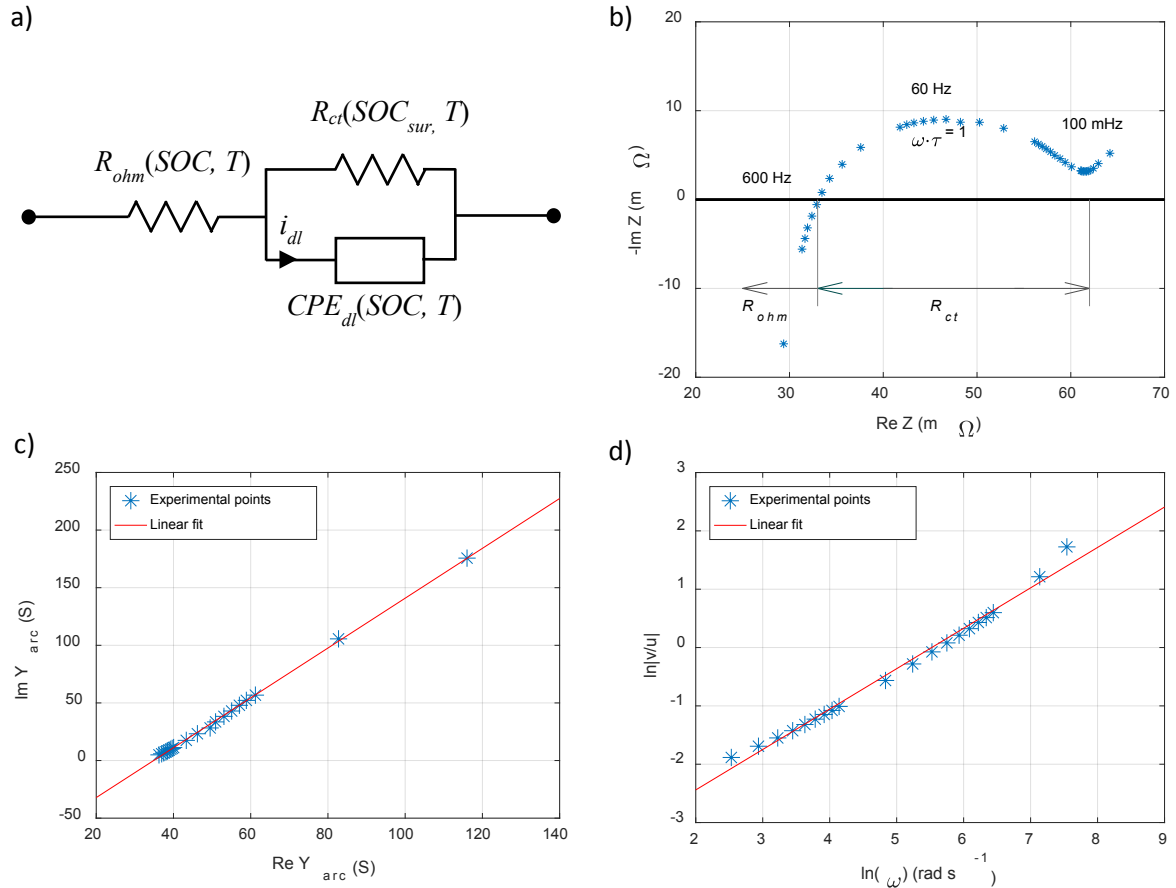 a)
R_ohm(SOC, T)
R_ct(SOC_sur, T)
i_dl
CPE_dl(SOC, T)
b)
-Im Z (m Ω)
20
10
0
-10
-20
60 Hz
ω·τ = 1
100 mHz
600 Hz
R_ohm
R_ct
20 30 40 50 60 70
Re Z (m Ω)
c)
Im Y_arc (S)
250
200
150
100
50
0
-50
Experimental points
Linear fit
20 40 60 80 100 120 140
Re Y_arc (S)
d)
ln|v/u|
3
2
1
0
-1
-2
-3
Experimental points
Linear fit
2 3 4 5 6 7 8 9
ln(ω) (rad s⁻¹)